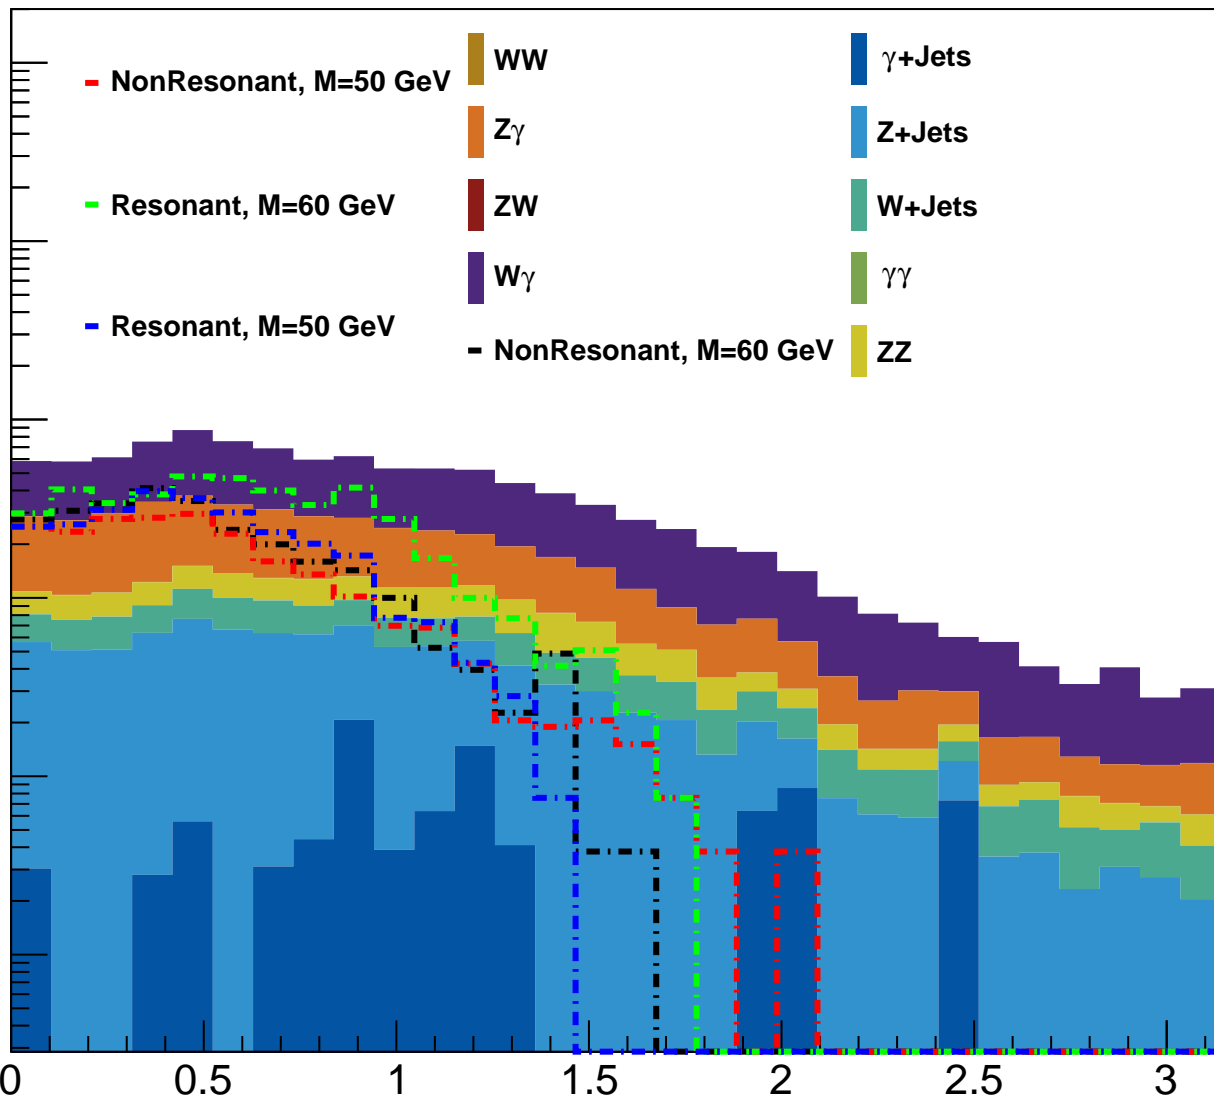 NonResonant, M=50 GeV
Resonant, M=60 GeV
Resonant, M=50 GeV
WW
Zγ
ZW
Wγ
NonResonant, M=60 GeV
γ+Jets
Z+Jets
W+Jets
γγ
ZZ
0 0.5 1 1.5 2 2.5 3